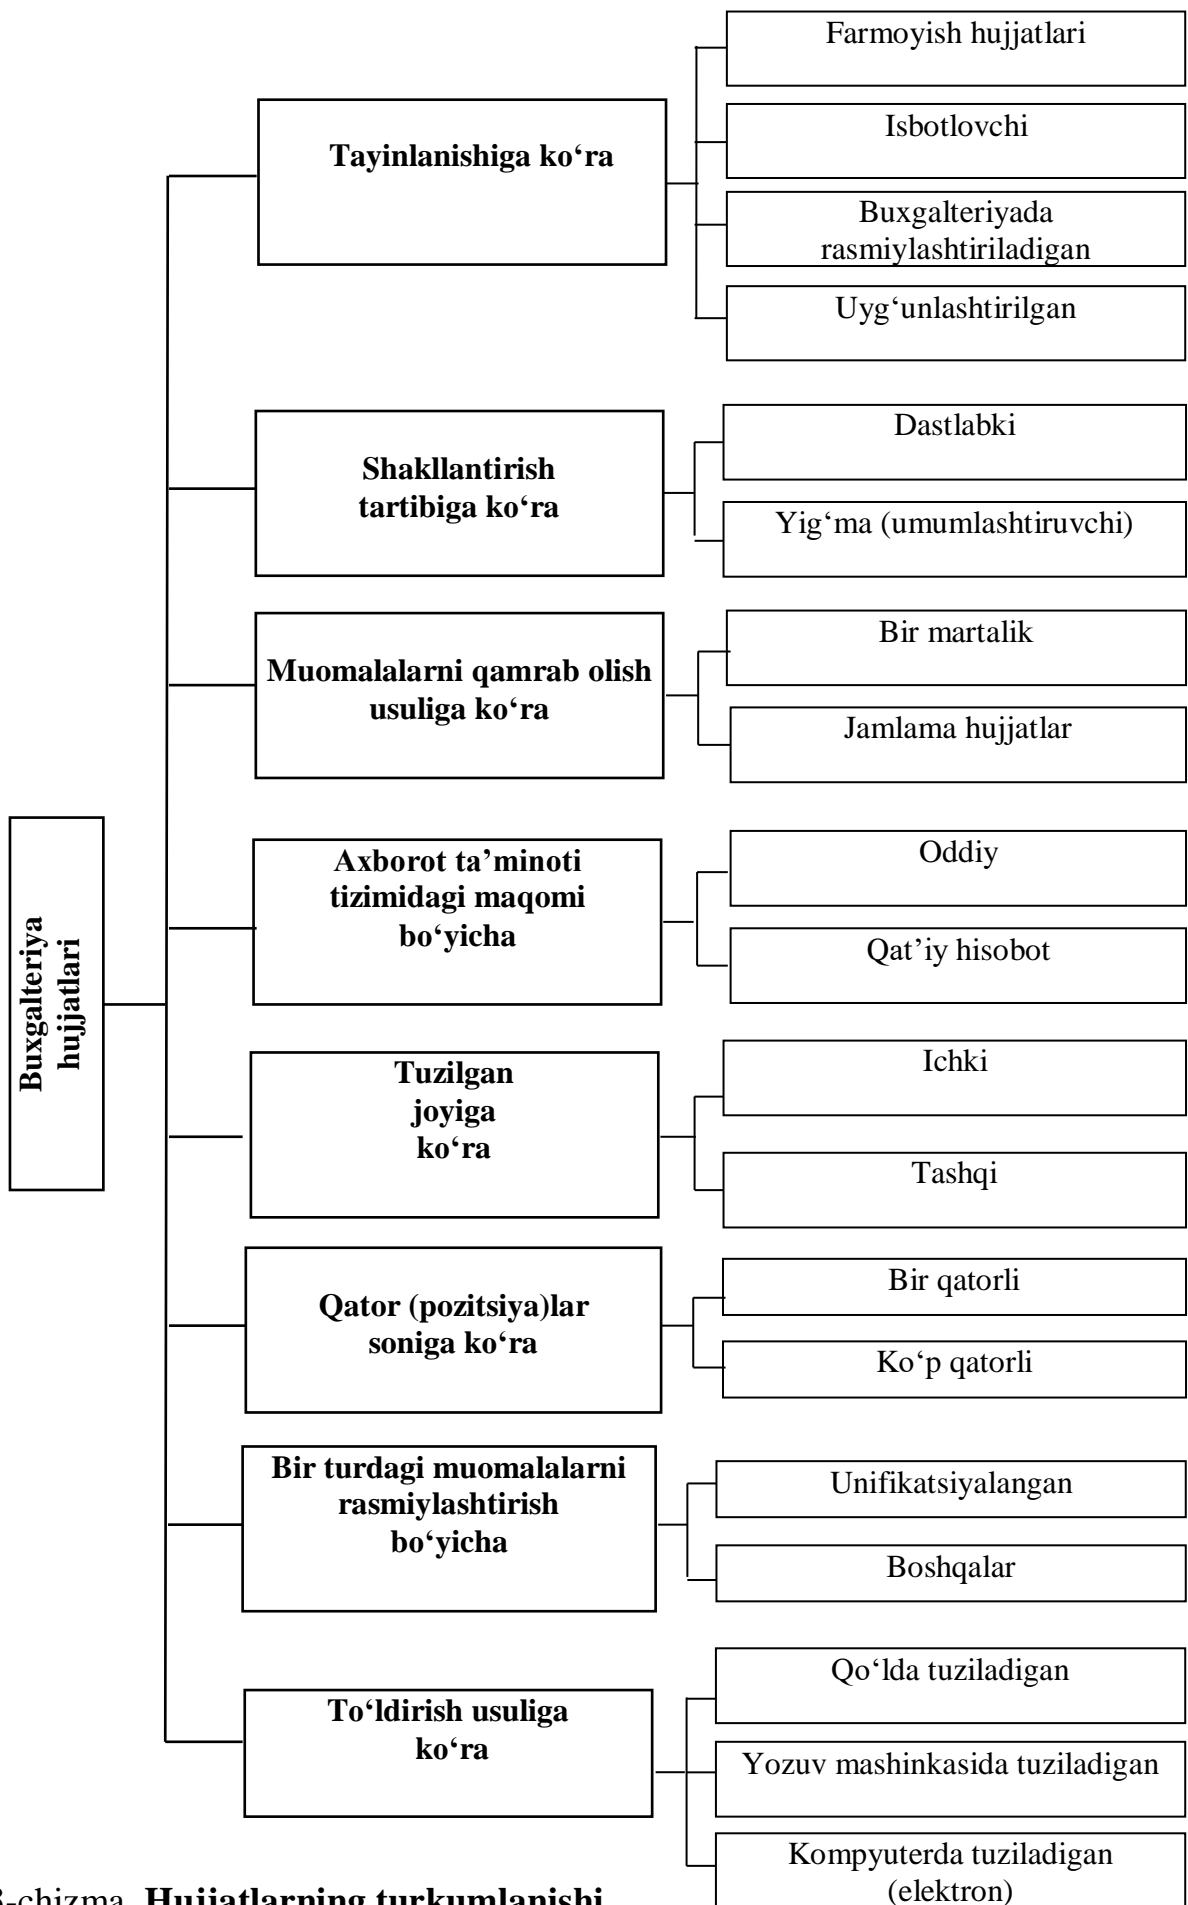 Buxgalteriya
hujjatlari
Tayinlanishiga ko‘ra
Farmoyish hujjatlari
Isbotlovchi
Buxgalteriyada
rasmiylashtiriladigan
Uyg‘unlashtirilgan
Shakllantirish
tartibiga ko‘ra
Dastlabki
Yig‘ma (umumlashtiruvchi)
Muomalalarni qamrab olish
usuliga ko‘ra
Bir martalik
Jamlama hujjatlar
Axborot ta’minoti
tizimidagi maqomi
bo‘yicha
Oddiy
Qat’iy hisobot
Tuzilgan
joyiga
ko‘ra
Ichki
Tashqi
Qator (pozitsiya)lar
soniga ko‘ra
Bir qatorli
Ko‘p qatorli
Bir turdagi muomalalarni
rasmiylashtirish
bo‘yicha
Unifikatsiyalangan
Boshqalar
To‘ldirish usuliga
ko‘ra
Qo‘lda tuziladigan
Yozuv mashinkasida tuziladigan
Kompyuterda tuziladigan
(elektron)
-chizma. Hujjatlarning turkumlanishi